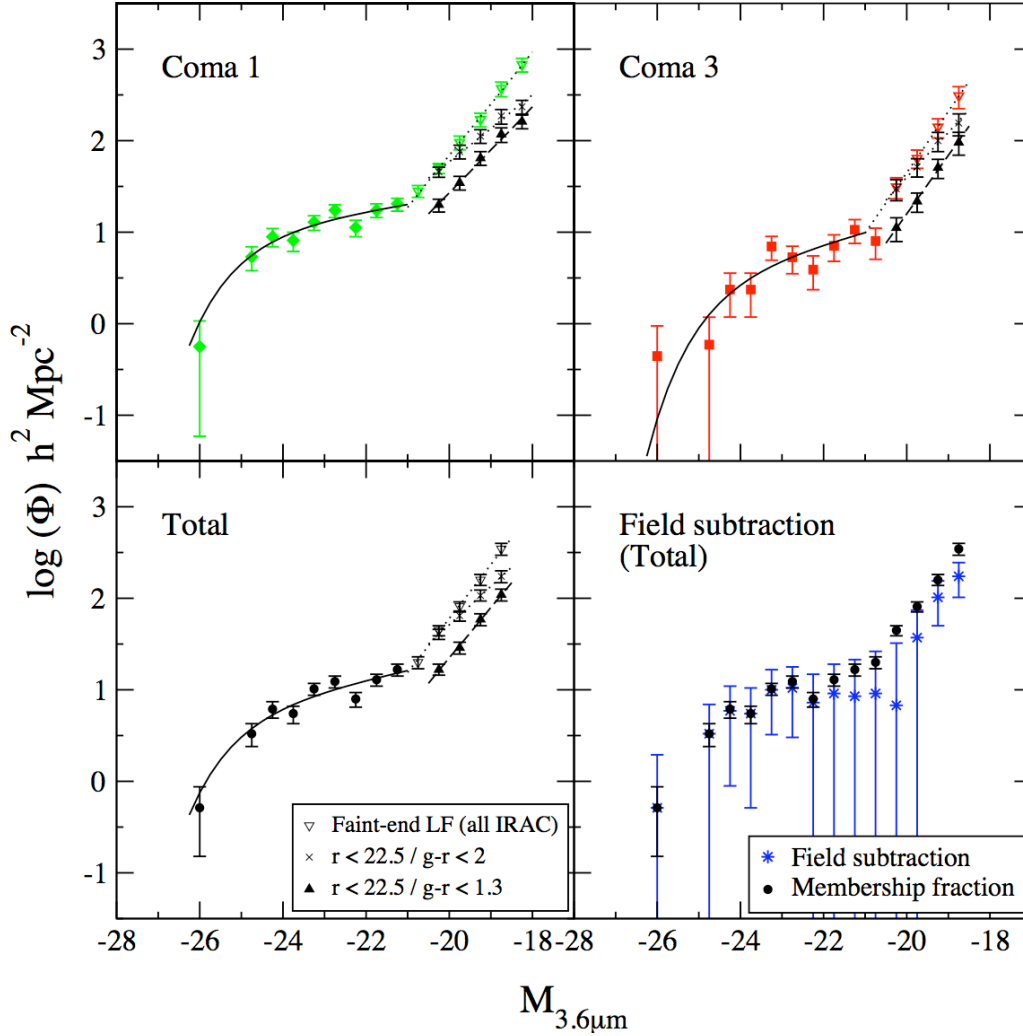 Coma 1
Coma 3
3
2
1
0
-1
log (Φ) h² Mpc⁻²
Total
Field subtraction
(Total)
3
2
1
0
-1
Faint-end LF (all IRAC)
r < 22.5 / g-r < 2
r < 22.5 / g-r < 1.3
Field subtraction
Membership fraction
-28 -26 -24 -22 -20 -18 -28 -26 -24 -22 -20 -18
M3.6μm